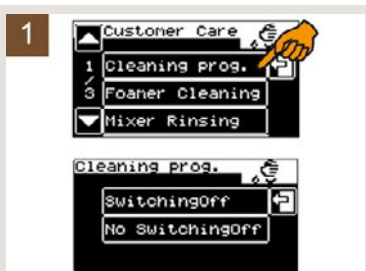 1
Customer Care
1 Cleaning prog.
/
3 Foamer Cleaning
Mixer Rinsing
Cleaning prog.
SwitchingOff
No SwitchingOff